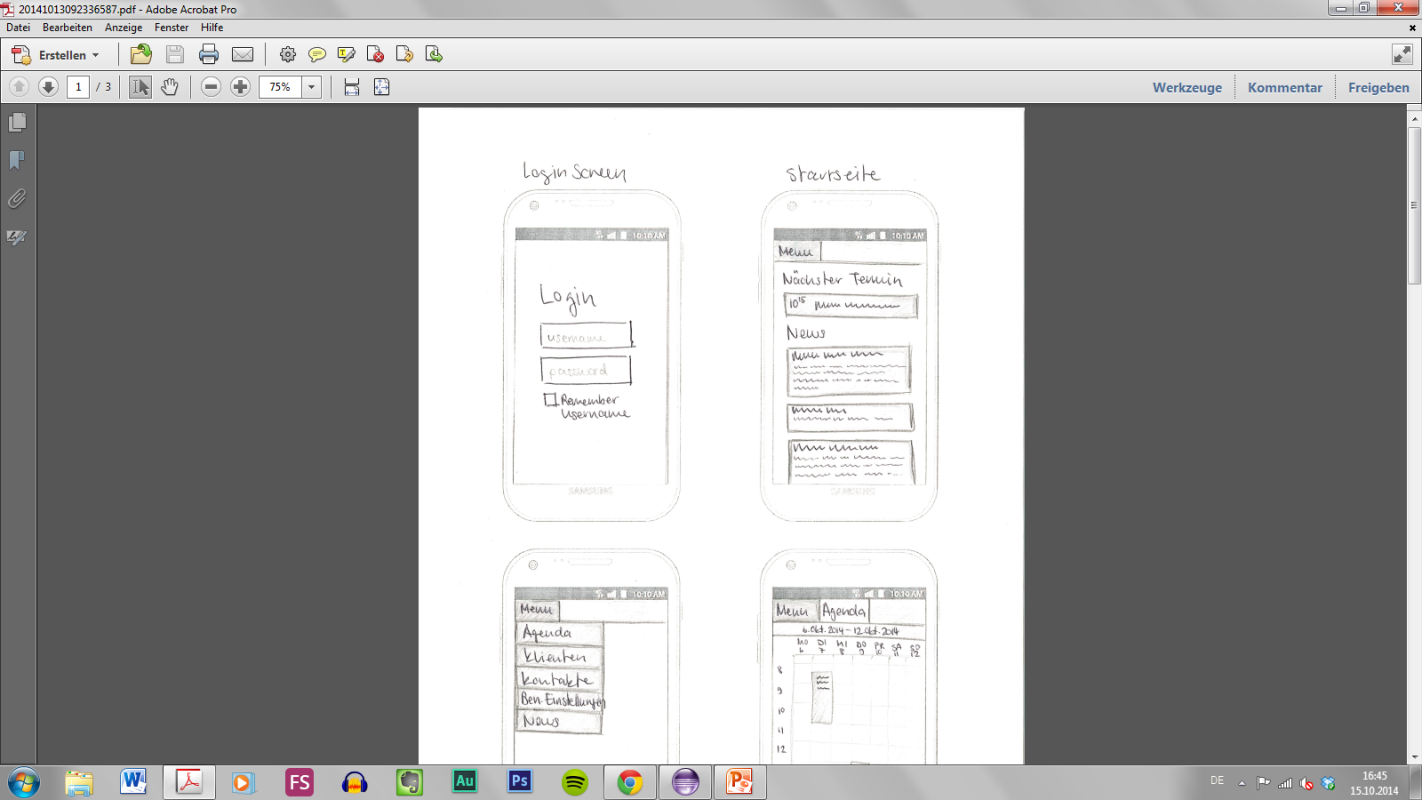 20141013092336587.pdf - Adobe Acrobat Pro
Datei Bearbeiten Anzeige Fenster Hilfe
Erstellen
1 / 3 75% Werkzeuge Kommentar Freigeben
Login Screen
10:10 AM
Login
username
password
Remember
Username
SAMSUNG
Startseite
10:10 AM
Menu
Nächster Termin
10¹⁵
News
SAMSUNG
10:10 AM
Menu
Agenda
Klienten
Kontakte
Ben. Einstellungen
News
10:10 AM
Menu Agenda
6. Okt. 2014 - 12. Okt. 2014
MO DI MI DO FR SA SO
6 7 8 9 10 11 12
8
9
10
11
12
W FS Au Ps P
DE 16:45
15.10.2014